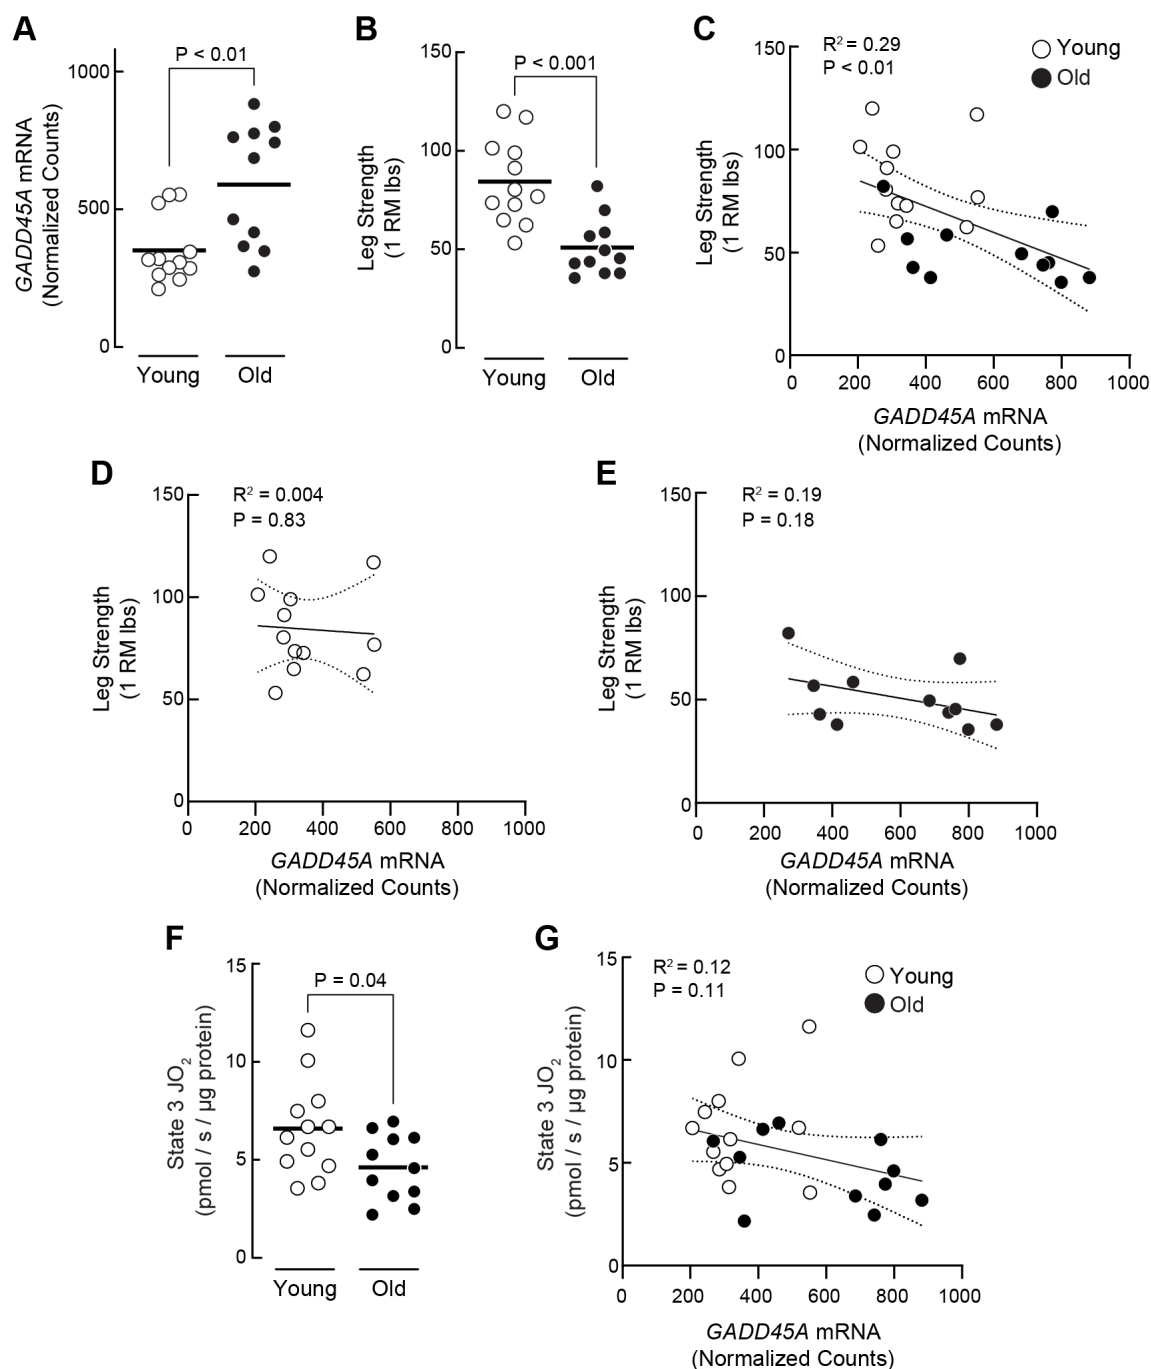 A
P < 0.01
GADD45A mRNA
(Normalized Counts)
1000
500
0
Young
Old
B
P < 0.001
Leg Strength
(1 RM lbs)
150
100
50
0
Young
Old
C
R2 = 0.29
P < 0.01
Young
Old
Leg Strength
(1 RM lbs)
150
100
50
0
0 200 400 600 800 1000
GADD45A mRNA
(Normalized Counts)
D
R2 = 0.004
P = 0.83
Leg Strength
(1 RM lbs)
150
100
50
0
0 200 400 600 800 1000
GADD45A mRNA
(Normalized Counts)
E
R2 = 0.19
P = 0.18
Leg Strength
(1 RM lbs)
150
100
50
0
0 200 400 600 800 1000
GADD45A mRNA
(Normalized Counts)
F
P = 0.04
State 3 JO2
(pmol / s / µg protein)
15
10
5
0
Young
Old
G
R2 = 0.12
P = 0.11
Young
Old
State 3 JO2
(pmol / s / µg protein)
15
10
5
0
0 200 400 600 800 1000
GADD45A mRNA
(Normalized Counts)